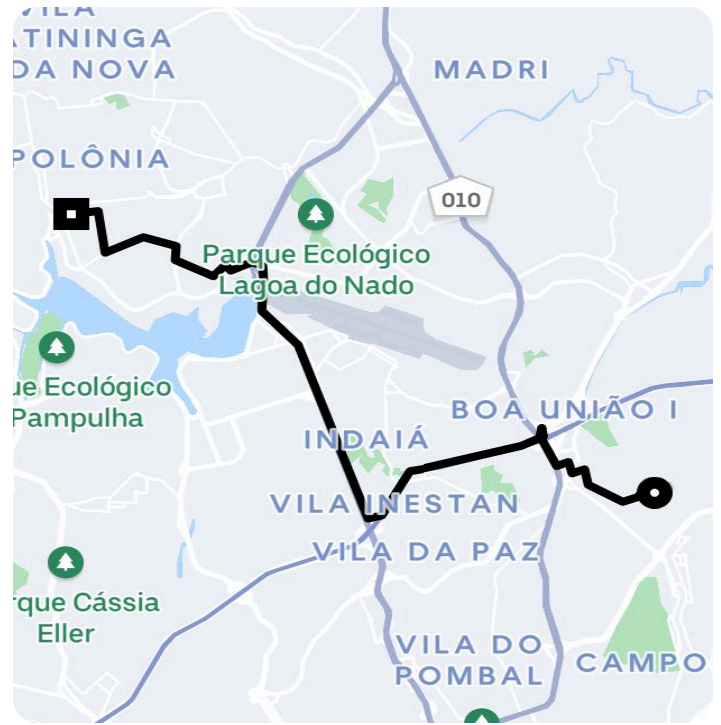 VILA
ATININGA
DA NOVA
MADRI
POLÔNIA
010
Parque Ecológico
Lagoa do Nado
ue Ecológico
Pampulha
BOA UNIÃO I
INDAIÁ
VILA INESTAN
VILA DA PAZ
rque Cássia
Eller
VILA DO
POMBAL
CAMPO